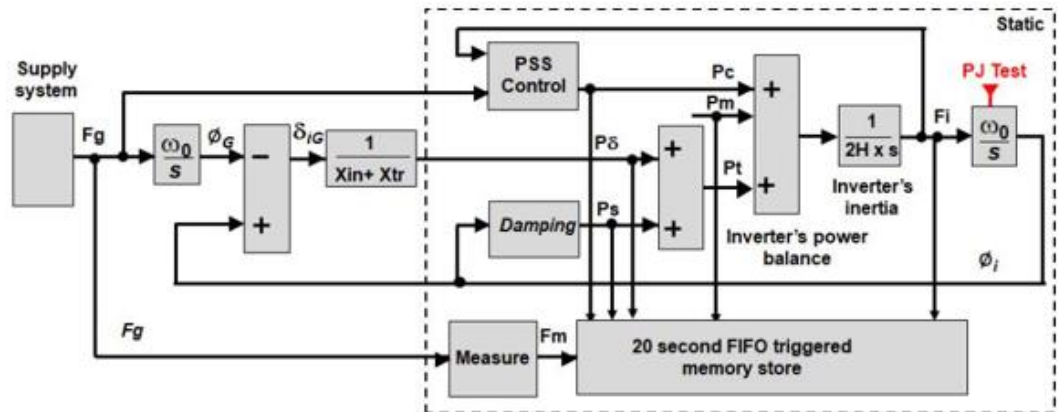 Static
Supply
system
PSS
Control
Pc
PJ Test
Fg
ω₀
s
ØG
δiG
−
+
1
Xin+ Xtr
Pδ
Pm
+
+
1
2H x s
Fi
ω₀
s
+
+
Pt
Damping
Ps
Inverter's
inertia
Inverter's power
balance
Øi
Fg
Measure
Fm
20 second FIFO triggered
memory store